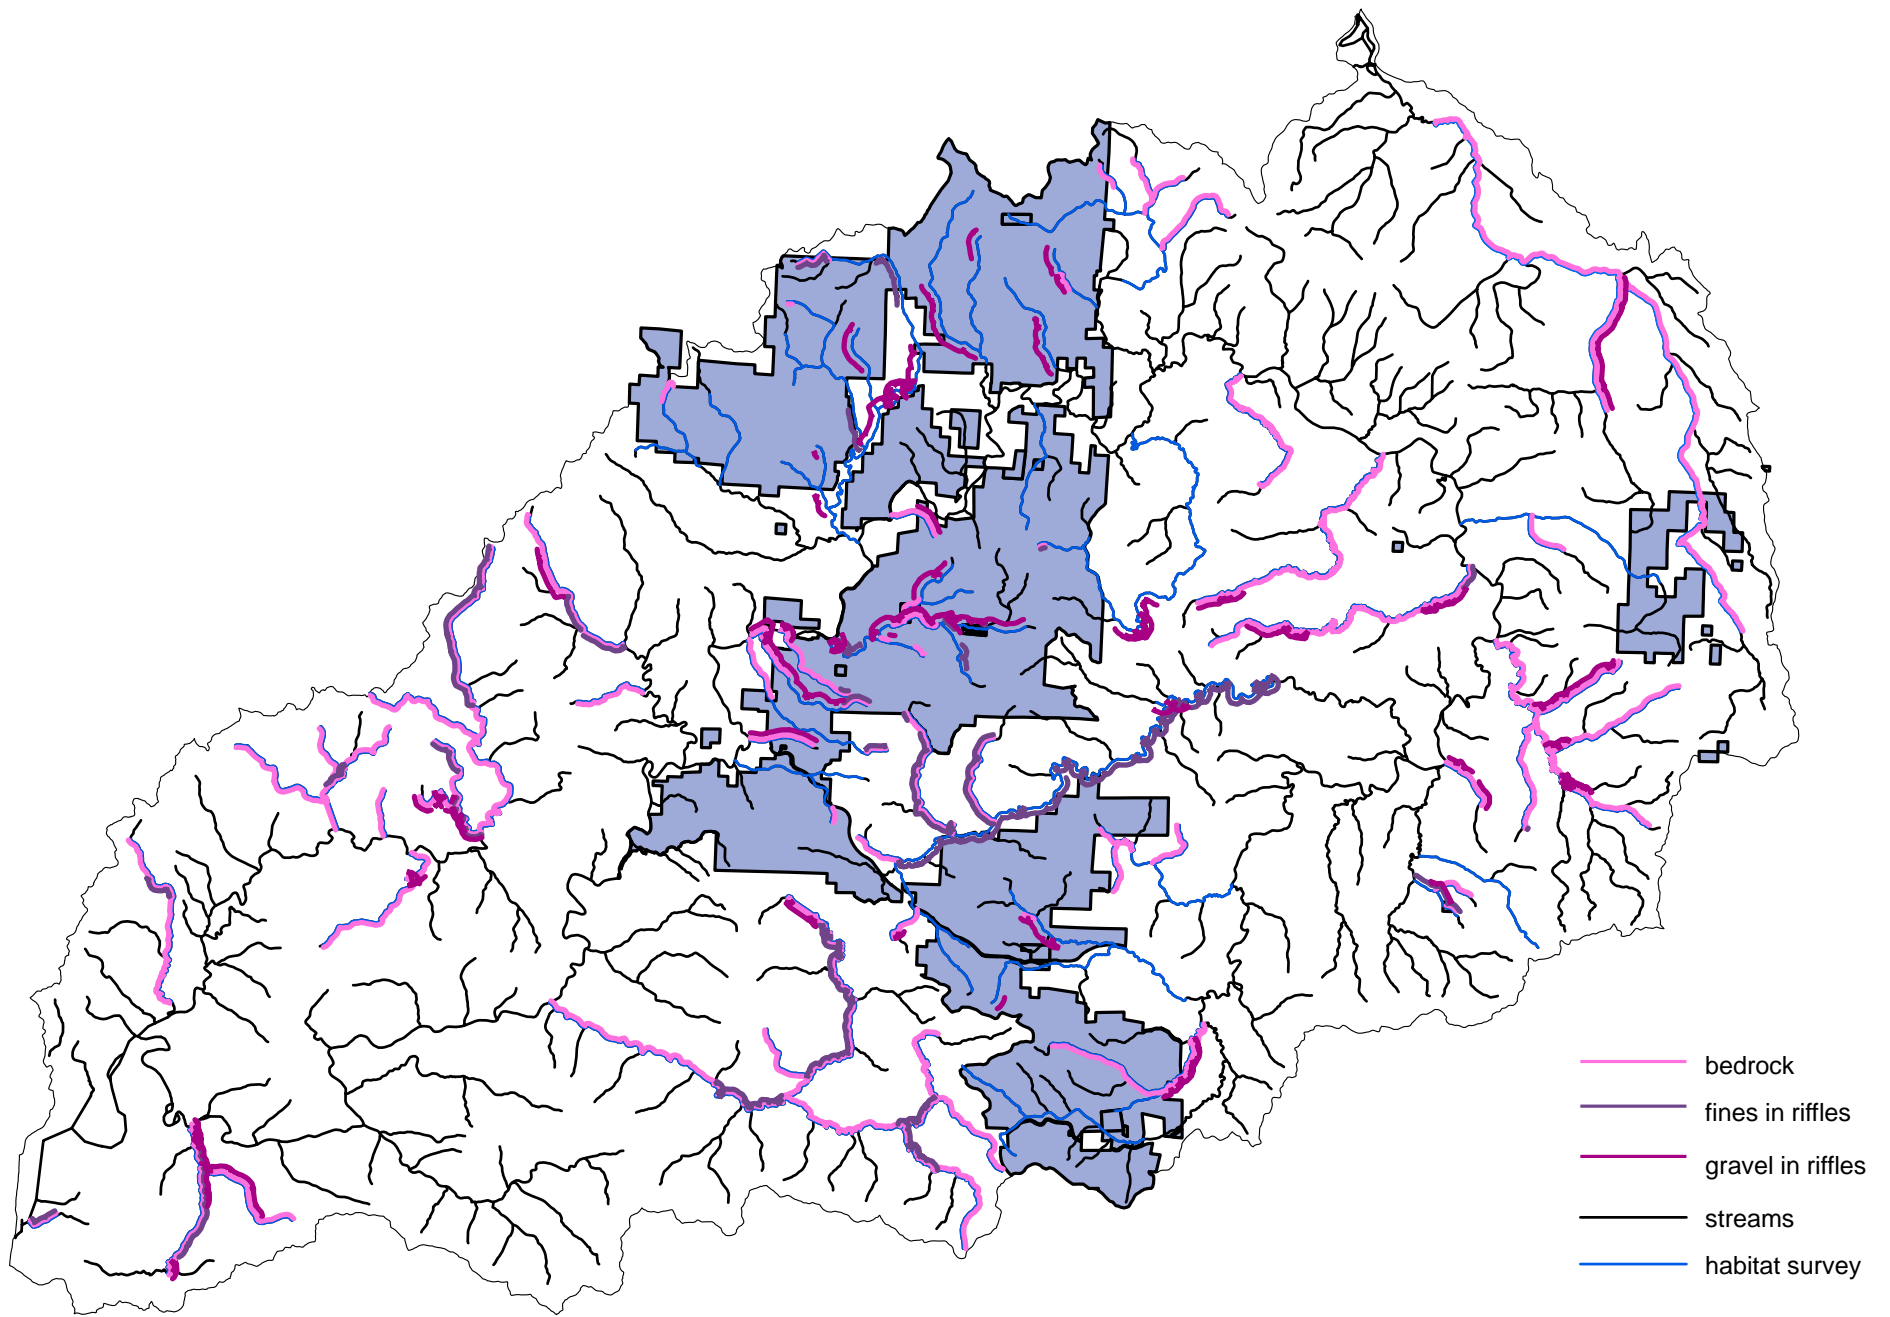 bedrock
fines in riffles
gravel in riffles
streams
habitat survey